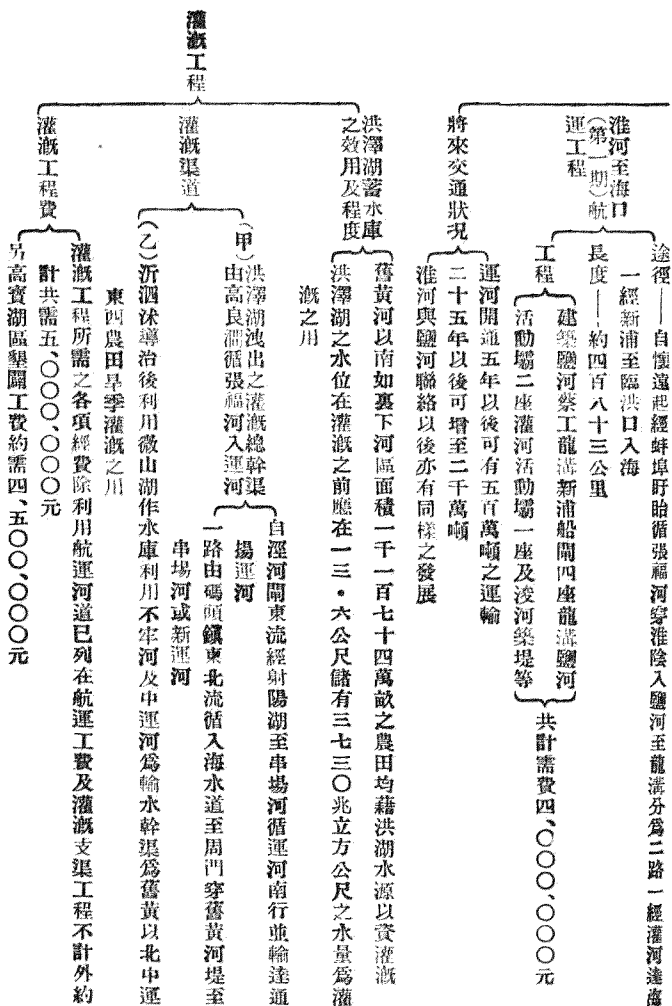 淮河至海口
(第一期)航
運工程
途徑——自懷遠起經蚌埠盱眙循張福河穿淮陰入鹽河至龍溝分爲二路一經灌河達海
一經新浦至臨洪口入海
長度——約四百八十三公里
工程
建築鹽河蔡工龍溝新浦船閘四座龍溝鹽河
活動壩二座灌河活動壩一座及浚河築堤等
共計需費四、〇〇〇、〇〇〇元
將來交通狀況
運河開通五年以後可有五百萬噸之運輸
二十五年以後可增至二千萬噸
淮河與鹽河聯絡以後亦有同樣之發展
灌漑工程
洪澤湖蓄水庫
之效用及程度
舊黃河以南如裏下河區面積一千一百七十四萬畝之農田均藉洪湖水源以資灌漑
洪澤湖之水位在灌漑之前應在一三·六公尺儲有三七三〇兆立方公尺之水量爲灌
漑之用
灌漑渠道
(甲)洪澤湖洩出之灌漑總幹渠
由高良澗循張福河入運河
自涇河閘東流經射陽湖至串場河循運河南行並輸達通
揚運河
一路由碼頭鎭東北流循入海水道至周門穿舊黃河堤至
串場河或新運河
(乙)沂泗沭導治後利用微山湖作水庫利用不牢河及中運河爲輸水幹渠爲舊黃以北中運
東西農田旱季灌漑之用
灌漑工程費
灌漑工程所需之各項經費除利用航運河道已列在航運工費及灌漑支渠工程不計外約
計共需五、〇〇〇、〇〇〇元
另高寶湖區墾闢工費約需四、五〇〇、〇〇〇元